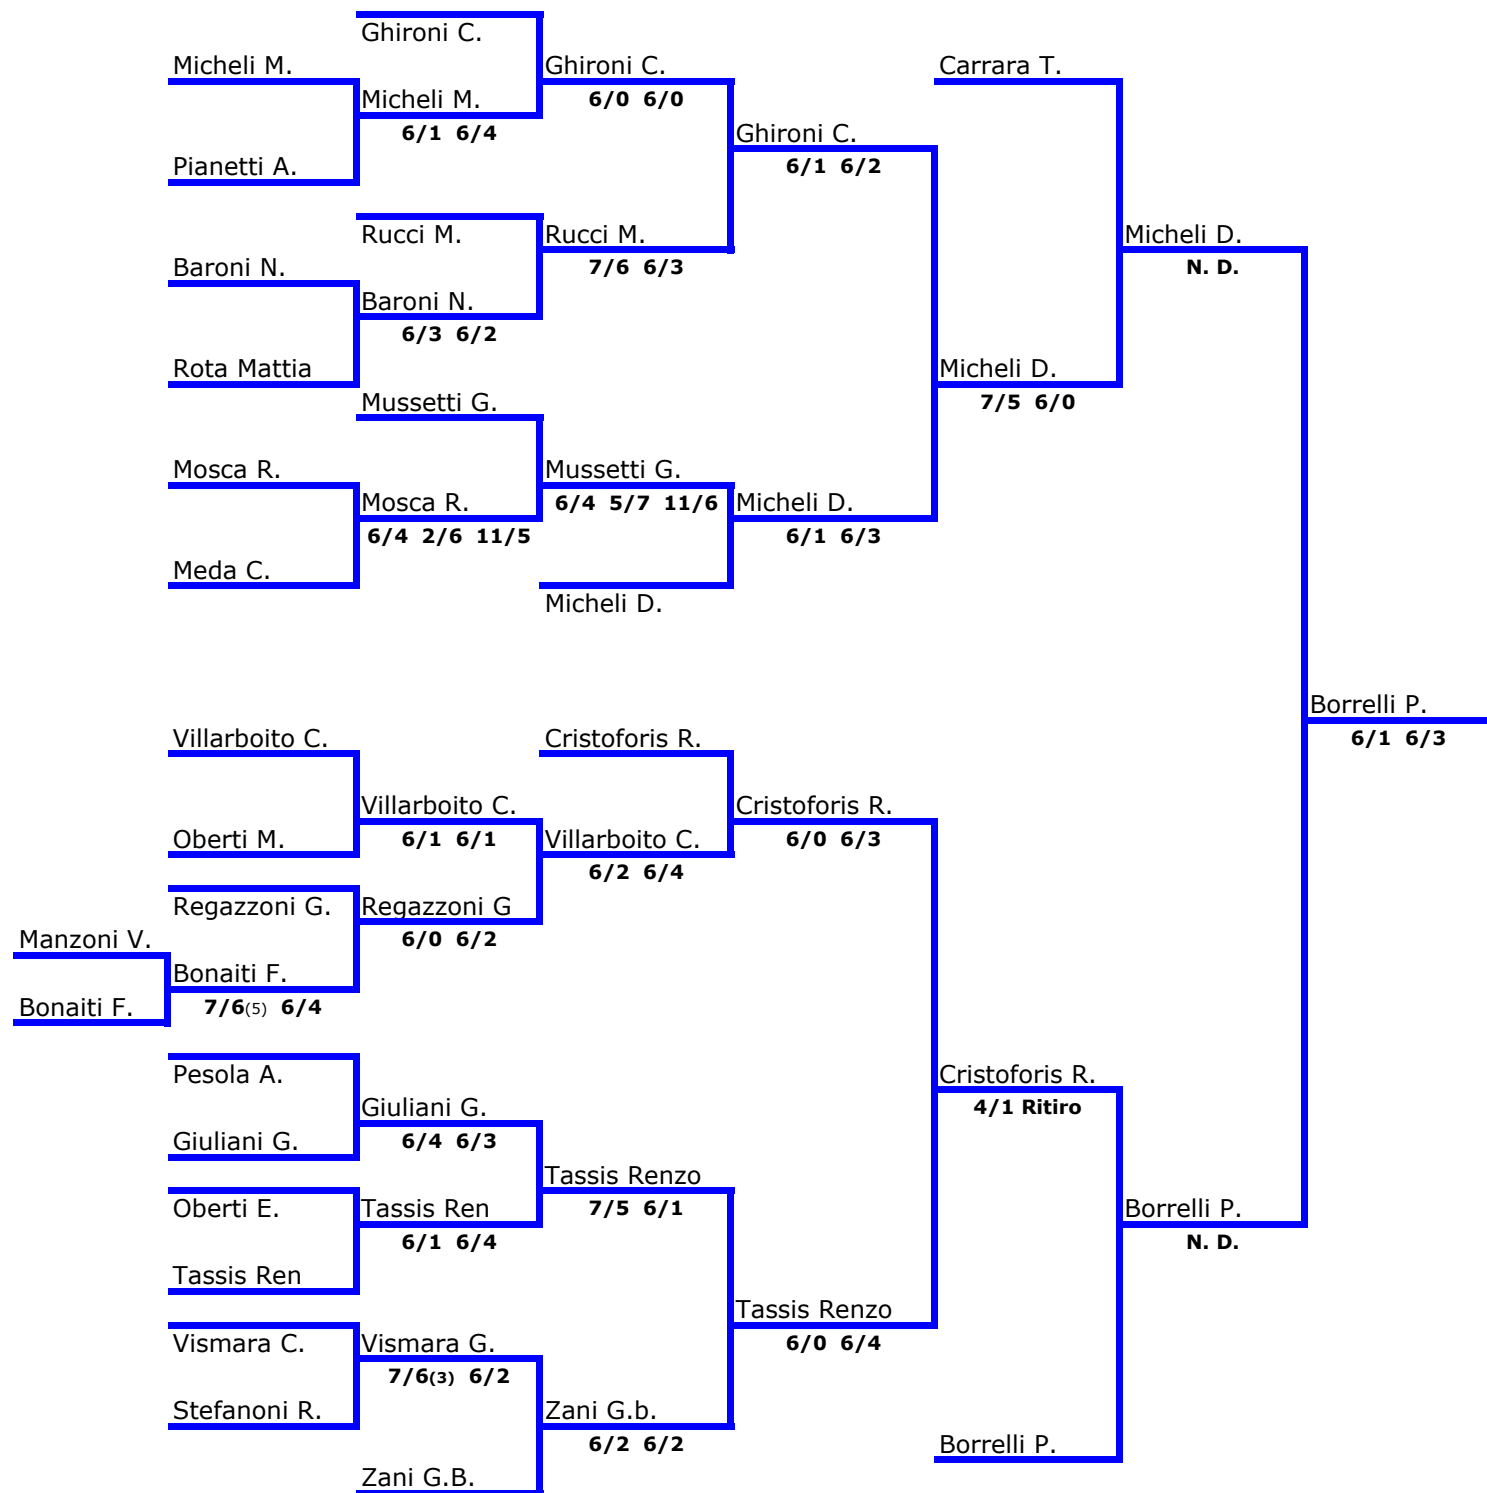 Ghironi C.
Micheli M.
Ghironi C.
Carrara T.
Micheli M.
6/0 6/0
6/1 6/4
Ghironi C.
Pianetti A.
6/1 6/2
Rucci M.
Rucci M.
Micheli D.
Baroni N.
7/6 6/3
N. D.
Baroni N.
6/3 6/2
Rota Mattia
Micheli D.
Mussetti G.
7/5 6/0
Mosca R.
Mussetti G.
Mosca R.
6/4 5/7 11/6
Micheli D.
6/4 2/6 11/5
6/1 6/3
Meda C.
Micheli D.
Borrelli P.
6/1 6/3
Villarboito C.
Cristoforis R.
Villarboito C.
Cristoforis R.
Oberti M.
6/1 6/1
Villarboito C.
6/0 6/3
6/2 6/4
Regazzoni G.
Regazzoni G
Manzoni V.
6/0 6/2
Bonaiti F.
Bonaiti F.
7/6(5) 6/4
Pesola A.
Cristoforis R.
Giuliani G.
4/1 Ritiro
Giuliani G.
6/4 6/3
Tassis Renzo
Oberti E.
Tassis Ren
7/5 6/1
Borrelli P.
6/1 6/4
N. D.
Tassis Ren
Tassis Renzo
Vismara C.
Vismara G.
6/0 6/4
7/6(3) 6/2
Stefanoni R.
Zani G.b.
6/2 6/2
Borrelli P.
Zani G.B.